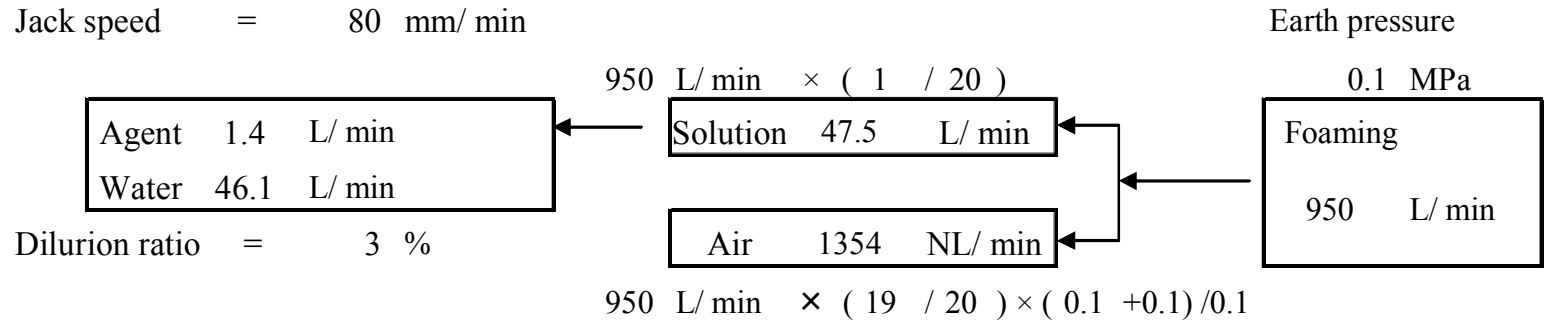 Jack speed = 80 mm/ min
Earth pressure
950 L/ min × ( 1 / 20 )
0.1 MPa
Agent 1.4 L/ min
Water 46.1 L/ min
Solution 47.5 L/ min
Foaming
950 L/ min
Dilurion ratio = 3 %
Air 1354 NL/ min
950 L/ min × ( 19 / 20 ) × ( 0.1 +0.1) /0.1